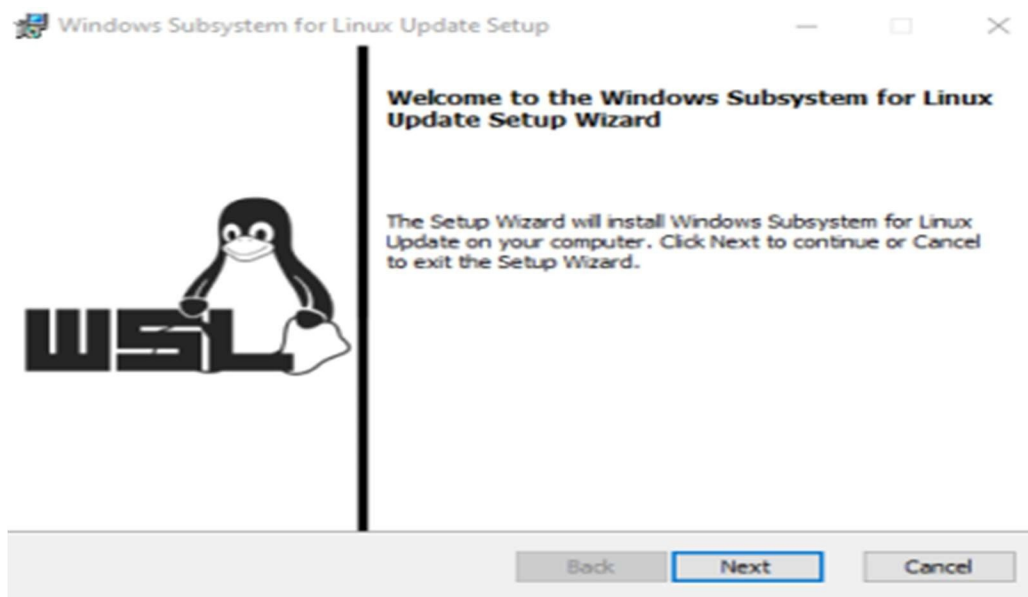 Windows Subsystem for Linux Update Setup
Welcome to the Windows Subsystem for Linux
Update Setup Wizard
The Setup Wizard will install Windows Subsystem for Linux
Update on your computer. Click Next to continue or Cancel
to exit the Setup Wizard.
WSL
Back Next Cancel